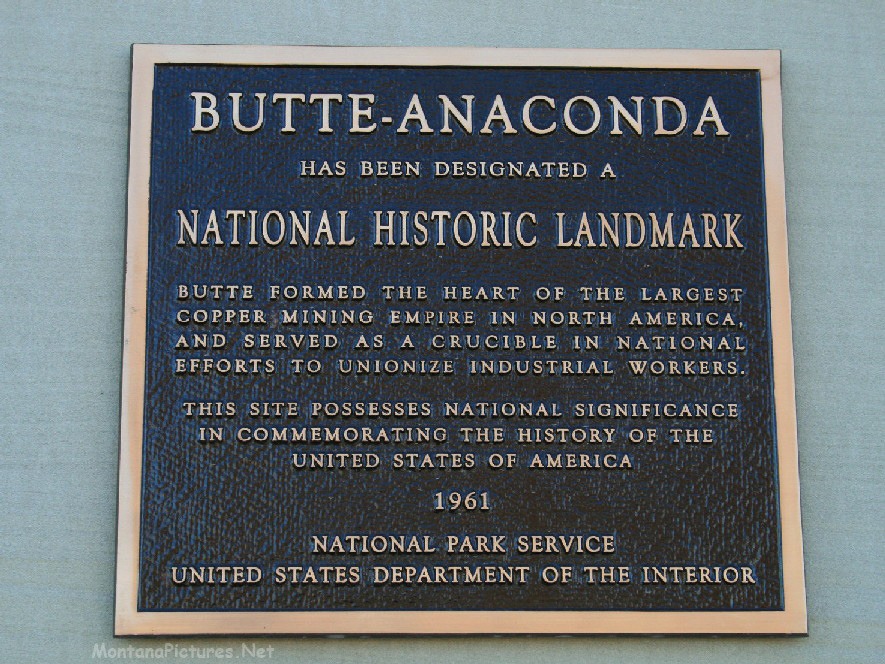 BUTTE-ANACONDA
HAS BEEN DESIGNATED A
NATIONAL HISTORIC LANDMARK
BUTTE FORMED THE HEART OF THE LARGEST
COPPER MINING EMPIRE IN NORTH AMERICA,
AND SERVED AS A CRUCIBLE IN NATIONAL
EFFORTS TO UNIONIZE INDUSTRIAL WORKERS.
THIS SITE POSSESSES NATIONAL SIGNIFICANCE
IN COMMEMORATING THE HISTORY OF THE
UNITED STATES OF AMERICA
1961
NATIONAL PARK SERVICE
UNITED STATES DEPARTMENT OF THE INTERIOR
MontanaPictures.Net